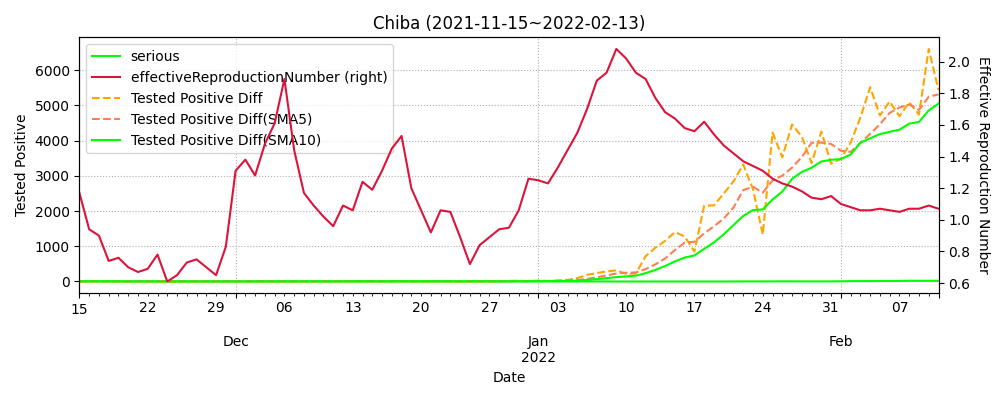 Chiba (2021-11-15~2022-02-13)
serious
effectiveReproductionNumber (right)
Tested Positive Diff
Tested Positive Diff(SMA5)
Tested Positive Diff(SMA10)
Tested Positive
6000
5000
4000
3000
2000
1000
0
2.0
1.8
1.6
1.4
1.2
1.0
0.8
0.6
Effective Reproduction Number
15 22 29 06 13 20 27 03 10 17 24 31 07
Dec Jan Feb
2022
Date